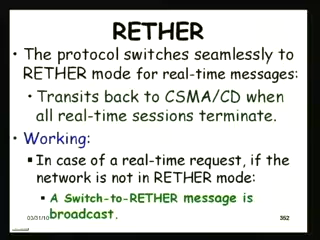 RETHER
• The protocol switches seamlessly to
RETHER mode for real-time messages:
• Transits back to CSMA/CD when
all real-time sessions terminate.
• Working:
▪ In case of a real-time request, if the
network is not in RETHER mode:
▪ A Switch-to-RETHER message is
broadcast.
03/31/10
352